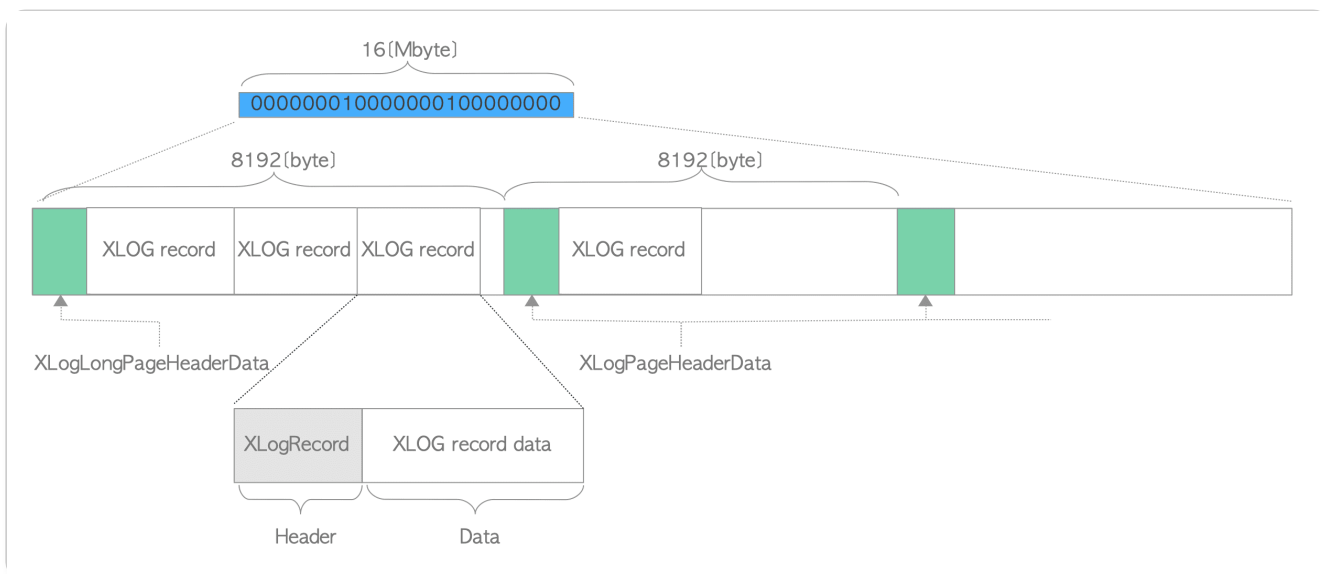 16[Mbyte]
000000010000000100000000
8192[byte]
8192[byte]
XLOG record
XLOG record
XLOG record
XLOG record
XLogLongPageHeaderData
XLogPageHeaderData
XLogRecord
XLOG record data
Header
Data